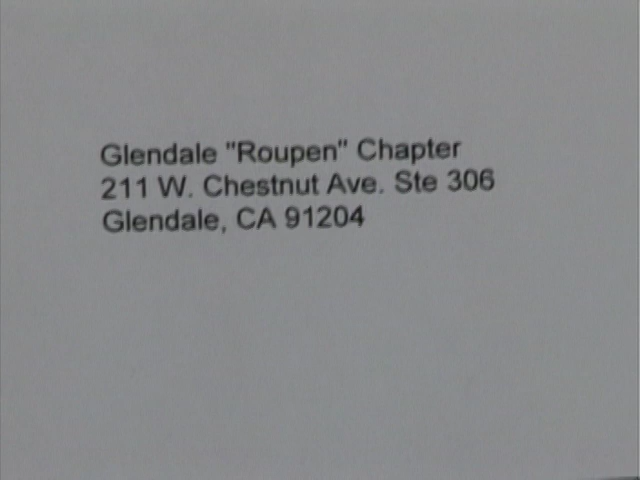 Glendale "Roupen" Chapter
211 W. Chestnut Ave. Ste 306
Glendale, CA 91204